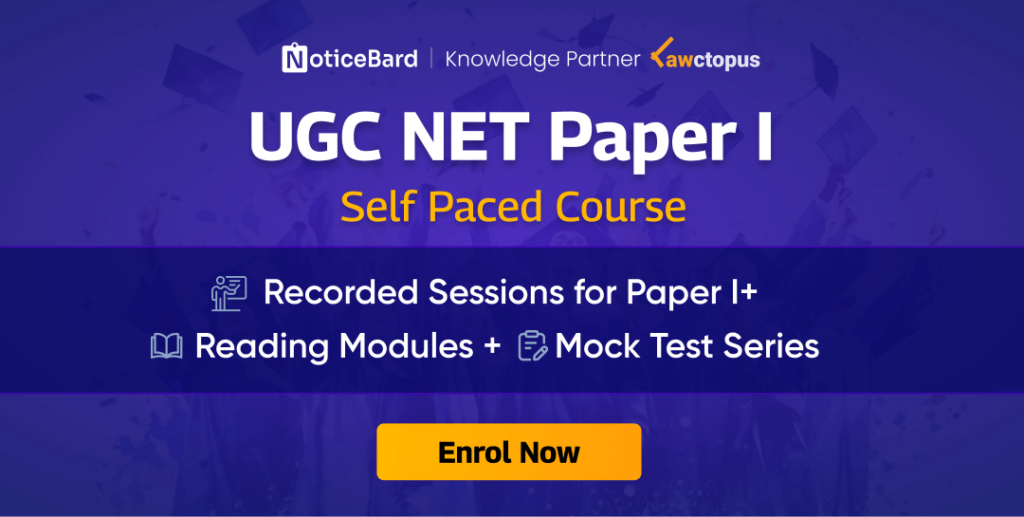 NoticeBard | Knowledge Partner Lawctopus
UGC NET Paper I
Self Paced Course
Recorded Sessions for Paper I+
Reading Modules + Mock Test Series
Enrol Now